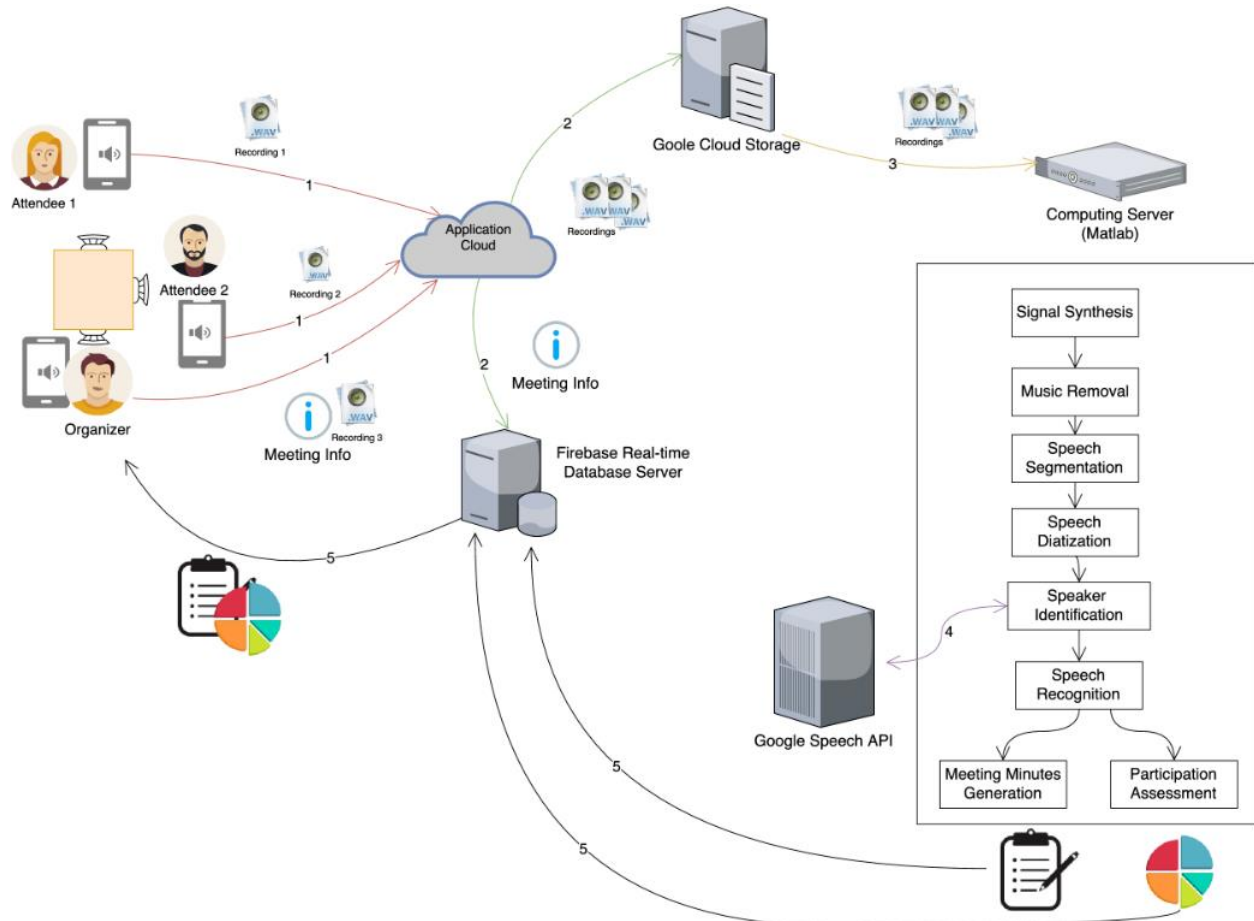 Recording 1
Attendee 1
1
2
Goole Cloud Storage
.WAV
Recordings
3
Computing Server
(Matlab)
Application
Cloud
.WAV
Recordings
Attendee 2
.WAV
Recording 2
1
1
2
Meeting Info
Organizer
Meeting Info
.WAV
Recording 3
Firebase Real-time
Database Server
5
Signal Synthesis
Music Removal
Speech
Segmentation
Speech
Diatization
Speaker
Identification
4
Speech
Recognition
Google Speech API
Meeting Minutes
Generation
Participation
Assessment
5
5